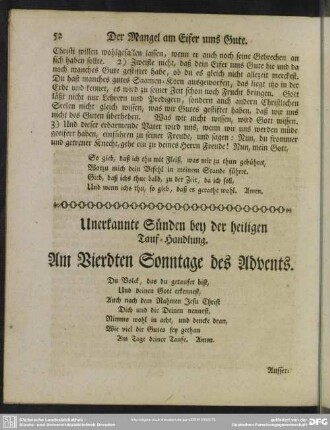 52 Der Mangel am Eifer uns Gute.
Christi willen wohlgefallen lassen, wenn er auch noch seine Gebrechen an
sich haben sollte. 2) Zweifle nicht, daß dein Eifer uns Gute hie und da
noch manches Gute gestiftet habe, ob du es gleich nicht allezeit merckest.
Du hast manches gutes Saamen-Korn ausgeworfen, das liegt itzo in der
Erde und keimet, es wird zu seiner Zeit schon noch Frucht bringen. Gott
läßt nicht nur Lehrern und Predigern, sondern auch andern Christlichen
Seelen nicht gleich wissen, was wir Gutes gestiftet haben, daß wir uns
nicht des Guten überheben. Was wir nicht wissen, wird Gott wissen.
3) Und dieser erbarmende Vater wird uns, wenn wir uns werden müde
geeifert haben, einführen zu seiner Freude, und sagen: Nun, du frommer
und getreuer Knecht, gehe ein zu deines Herrn Freude! Nun, mein Gott,
So gieb, daß ich thu mit Fleiß, was mir zu thun gebühret,
Worzu mich dein Befehl in meinem Stande führet.
Gieb, daß ichs thue bald, zu der Zeit, da ich soll,
Und wenn ichs thu, so gieb, daß es gerathe wohl. Amen.
Unerkannte Sünden bey der heiligen
Tauf-Handlung.
Am Vierdten Sonntage des Advents.
Du Volck, das du getaufet bist,
Und deinen Gott erkennest,
Auch nach dem Nahmen Jesu Christ
Dich und die Deinen nennest,
Nimms wohl in acht, und dencke dran,
Wie viel dir Gutes sey gethan
Am Tage deiner Taufe. Amen.
Ausser-